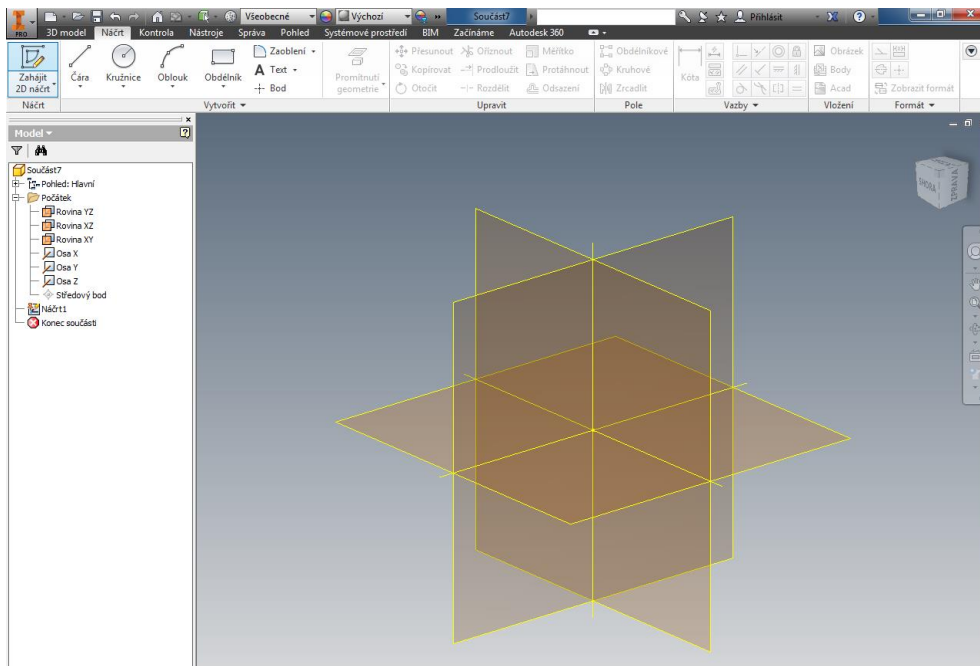 Všeobecné Výchozí Součást7 Přihlásit
PRO 3D model Náčrt Kontrola Nástroje Správa Pohled Systémové prostředí BIM Začínáme Autodesk 360
Zaoblení Přesunout Oříznout Měřítko Obdélníkové Obrázek
Zahájit 2D náčrt Čára Kružnice Oblouk Obdélník A Text Promítnutí geometrie Kopírovat Prodloužit Protáhnout Kruhové Kóta Body
Bod Otočit Rozdělit Odsazení Zrcadlit Acad Zobrazit formát
Náčrt Vytvořit Upravit Pole Vazby Vložení Formát
Model
Součást7
Pohled: Hlavní
Počátek
Rovina YZ
Rovina XZ
Rovina XY
Osa X
Osa Y
Osa Z
Středový bod
Náčrt1
Konec součásti
SHORA
ZPRAVA